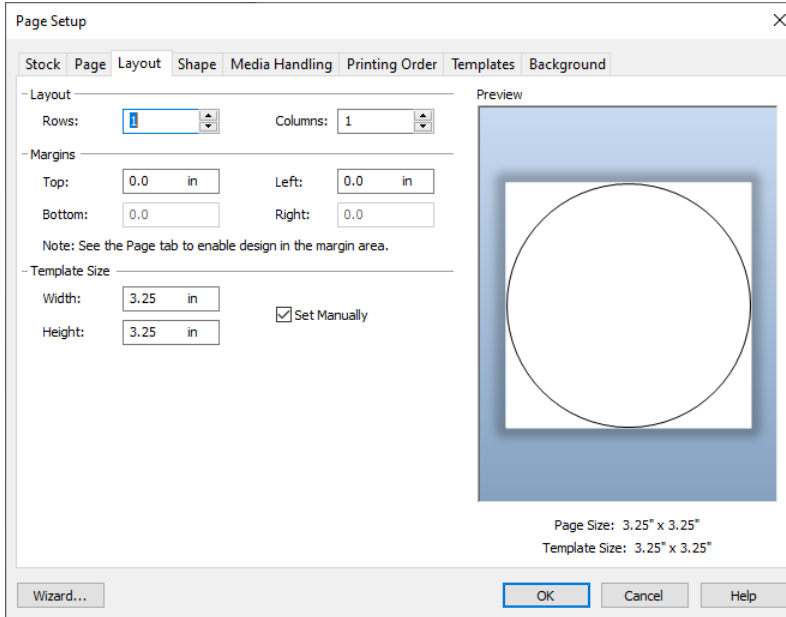 Page Setup
Stock Page Layout Shape Media Handling Printing Order Templates Background
Layout
Rows: 1 Columns: 1
Margins
Top: 0.0 in Left: 0.0 in
Bottom: 0.0 Right: 0.0
Note: See the Page tab to enable design in the margin area.
Template Size
Width: 3.25 in
Set Manually
Height: 3.25 in
Preview
Page Size: 3.25" x 3.25"
Template Size: 3.25" x 3.25"
Wizard... OK Cancel Help